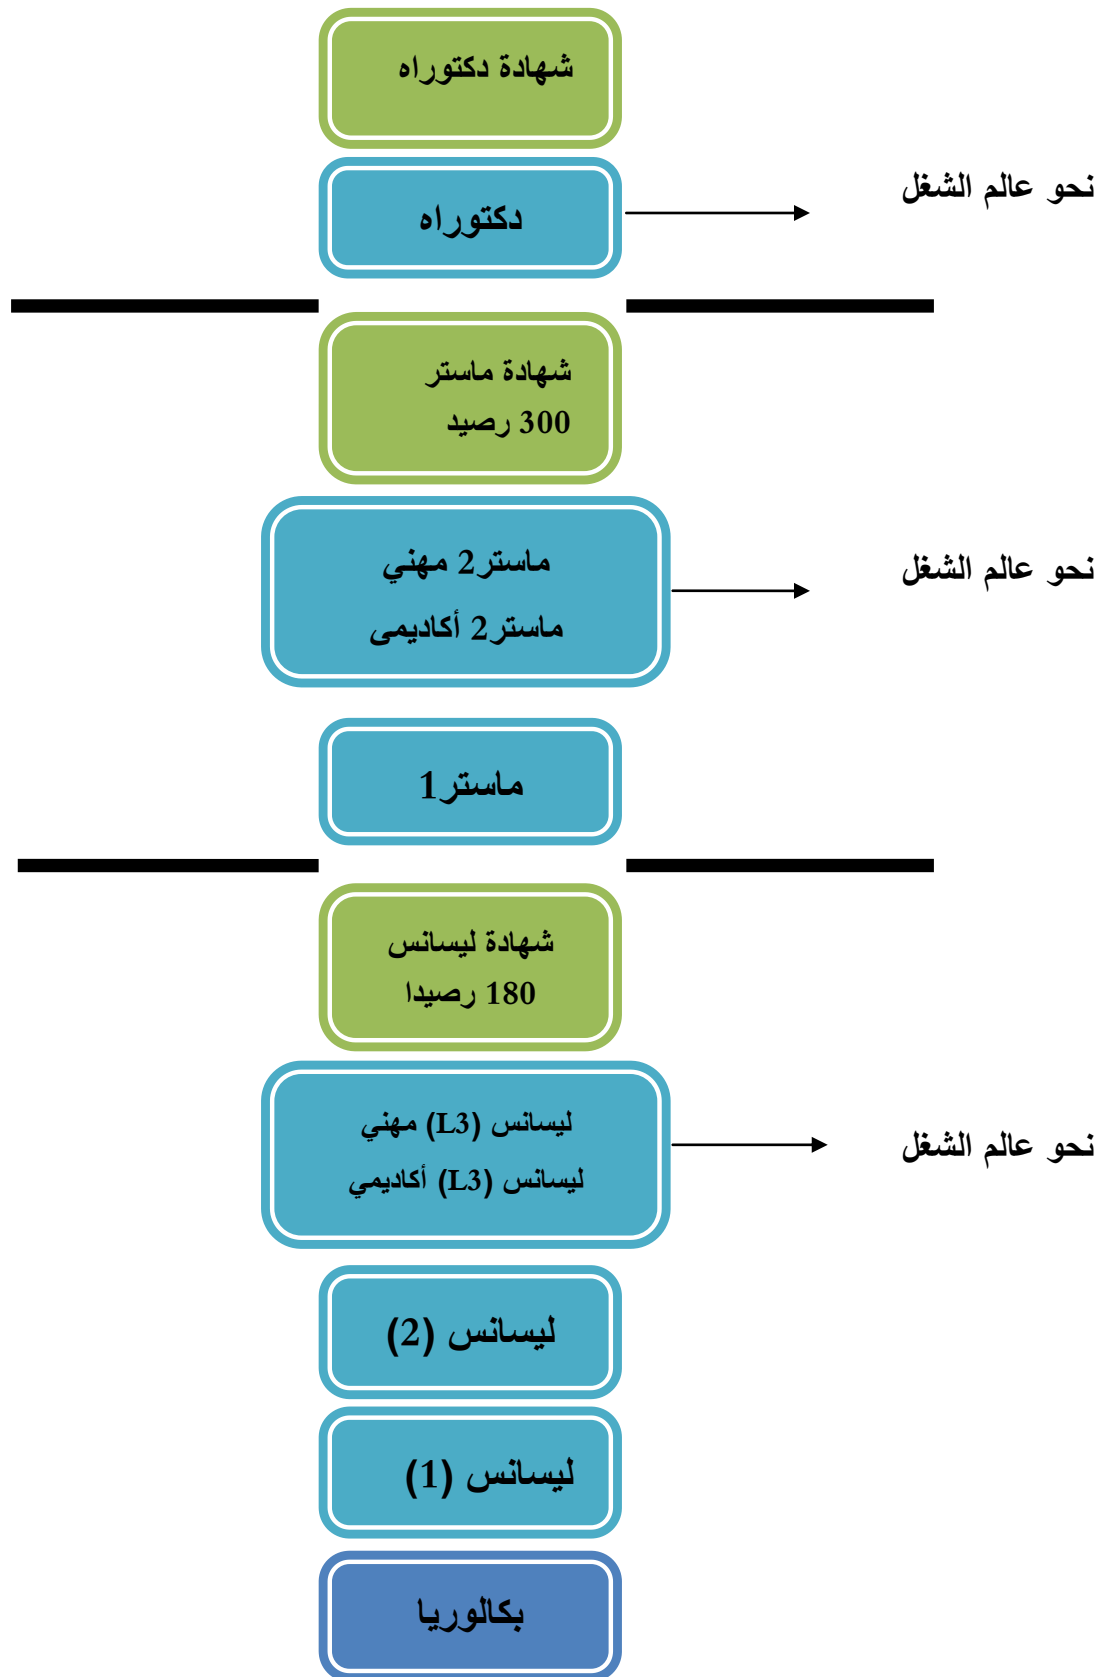 شهادة دكتوراه
نحو عالم الشغل
دكتوراه
شهادة ماستر
300 رصيد
ماستر2 مهني
نحو عالم الشغل
ماستر2 أكاديمى
ماستر1
شهادة ليسانس
180 رصيدا
ليسانس (L3) مهني
نحو عالم الشغل
ليسانس (L3) أكاديمي
ليسانس (2)
ليسانس (1)
بكالوريا